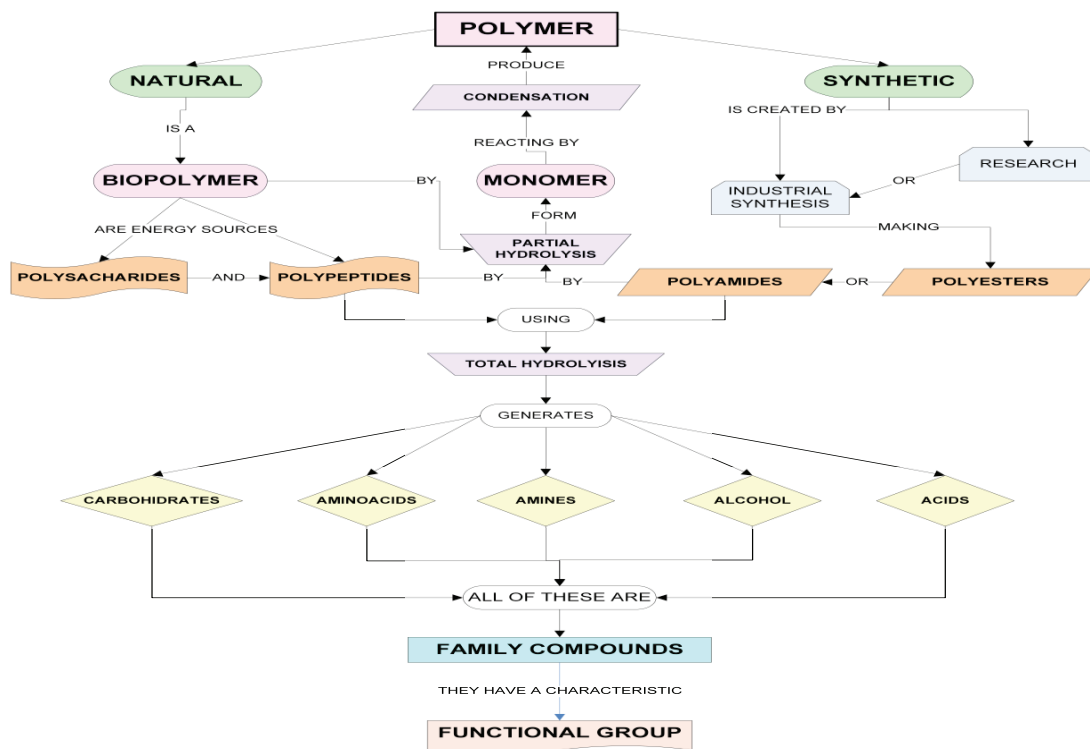 POLYMER
PRODUCE
NATURAL
SYNTHETIC
CONDENSATION
IS CREATED BY
IS A
REACTING BY
RESEARCH
BIOPOLYMER
BY
MONOMER
OR
INDUSTRIAL
SYNTHESIS
FORM
ARE ENERGY SOURCES
MAKING
PARTIAL
HYDROLYSIS
POLYSACHARIDES
AND
POLYPEPTIDES
BY
BY
POLYAMIDES
OR
POLYESTERS
USING
TOTAL HYDROLYISIS
GENERATES
CARBOHIDRATES
AMINOACIDS
AMINES
ALCOHOL
ACIDS
ALL OF THESE ARE
FAMILY COMPOUNDS
THEY HAVE A CHARACTERISTIC
FUNCTIONAL GROUP